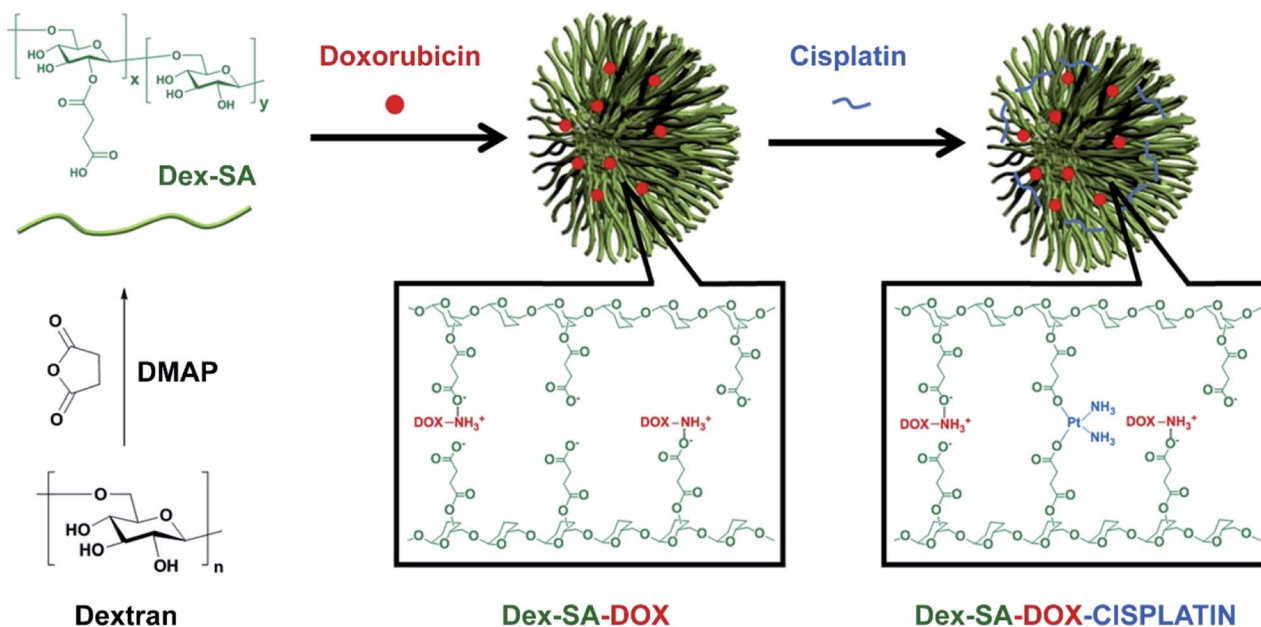 Dex-SA
DMAP
Dextran
Doxorubicin
Cisplatin
Dex-SA-DOX
Dex-SA-DOX-CISPLATIN
O
O
HO
HO
O
x
O
O
HO
HO
OH
y
O
O
HO
O
O
O
O
O
HO
HO
OH
n
DOX-NH₃⁺
DOX-NH₃⁺
DOX-NH₃⁺
Pt
NH₃
NH₃
DOX-NH₃⁺